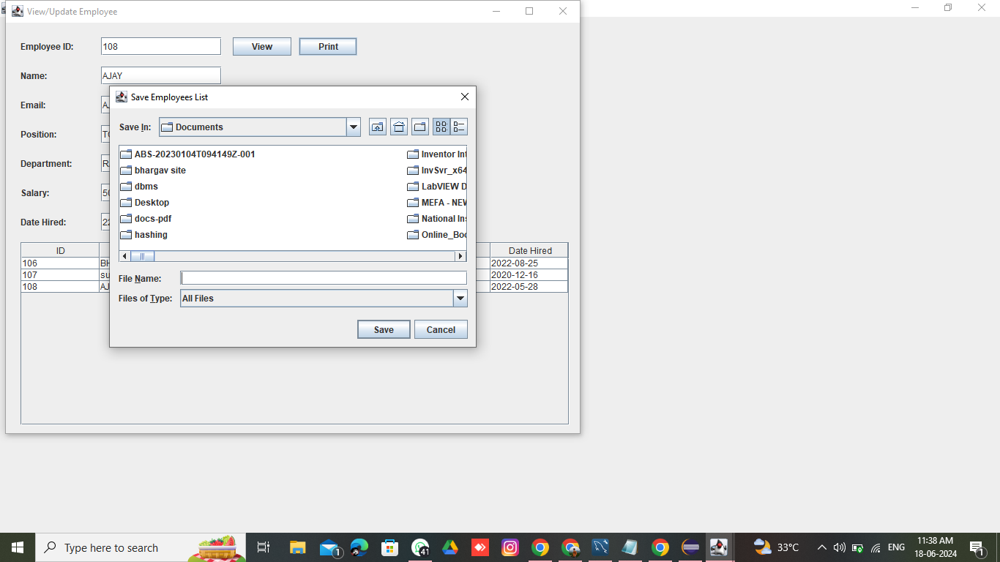 View/Update Employee
Employee ID: 108 View Print
Name: AJAY
Email:
Position:
Department:
Salary:
Date Hired:
Save Employees List
Save In: Documents
ABS-20230104T094149Z-001
bhargav site
dbms
Desktop
docs-pdf
hashing
Inventor Int
InvSvr_x64
LabVIEW D
MEFA - NEW
National Ins
Online_Boo
File Name:
Files of Type: All Files
Save Cancel
ID Date Hired
106 BH 2022-08-25
107 su 2020-12-16
108 AJ 2022-05-28
Type here to search
1
41
33°C
ENG
11:38 AM
18-06-2024
1